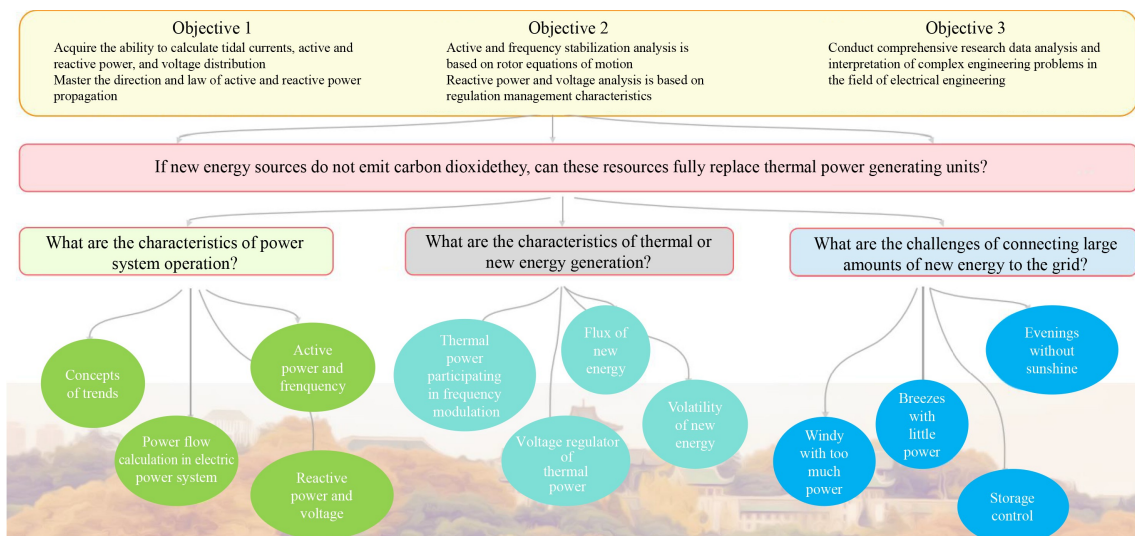 Objective 1
Acquire the ability to calculate tidal currents, active and
reactive power, and voltage distribution
Master the direction and law of active and reactive power
propagation
Objective 2
Active and frequency stabilization analysis is
based on rotor equations of motion
Reactive power and voltage analysis is based on
regulation management characteristics
Objective 3
Conduct comprehensive research data analysis and
interpretation of complex engineering problems in
the field of electrical engineering
If new energy sources do not emit carbon dioxidethey, can these resources fully replace thermal power generating units?
What are the characteristics of power
system operation?
What are the characteristics of thermal or
new energy generation?
What are the challenges of connecting large
amounts of new energy to the grid?
Concepts
of trends
Power flow
calculation in electric
power system
Active
power and
frenquency
Reactive
power and
voltage
Thermal
power
participating
in frequency
modulation
Voltage regulator
of
thermal
power
Flux of
new
energy
Volatility
of new
energy
Windy
with too
much
power
Breezes
with
little
power
Storage
control
Evenings
without
sunshine